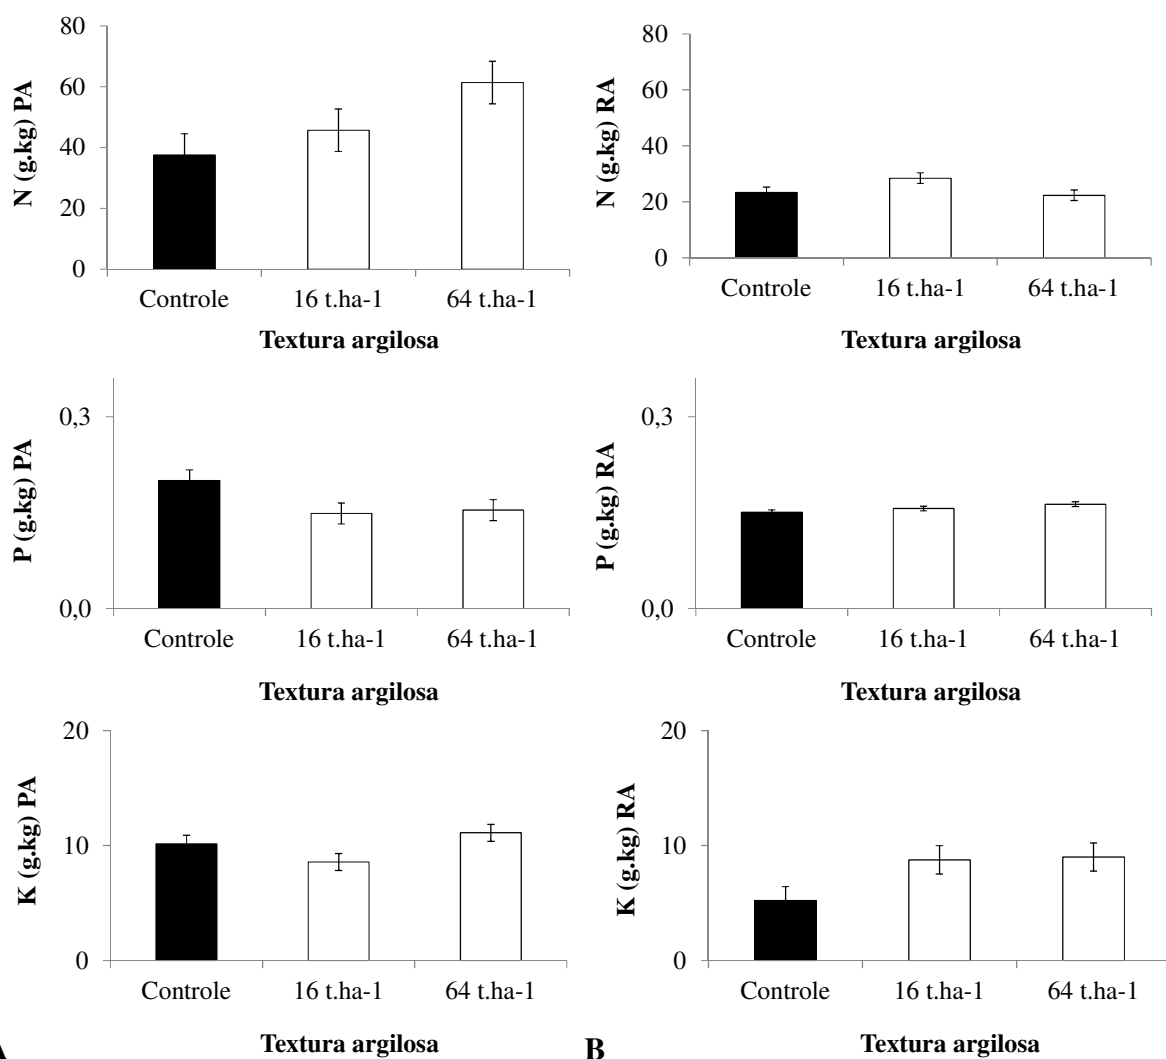 N (g.kg) PA
80
60
40
20
0
Controle 16 t.ha-1 64 t.ha-1
Textura argilosa
N (g.kg) RA
80
60
40
20
0
Controle 16 t.ha-1 64 t.ha-1
Textura argilosa
P (g.kg) PA
0,3
0,0
Controle 16 t.ha-1 64 t.ha-1
Textura argilosa
P (g.kg) RA
0,3
0,0
Controle 16 t.ha-1 64 t.ha-1
Textura argilosa
K (g.kg) PA
20
10
0
Controle 16 t.ha-1 64 t.ha-1
Textura argilosa
K (g.kg) RA
20
10
0
Controle 16 t.ha-1 64 t.ha-1
Textura argilosa
B